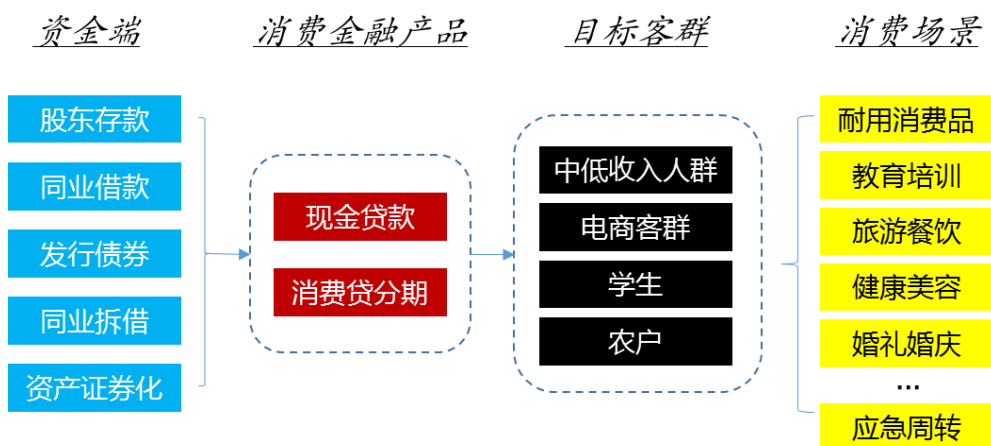 资金端
消费金融产品
目标客群
消费场景
股东存款
同业借款
发行债券
同业拆借
资产证券化
现金贷款
消费贷分期
中低收入人群
电商客群
学生
农户
耐用消费品
教育培训
旅游餐饮
健康美容
婚礼婚庆
...
应急周转